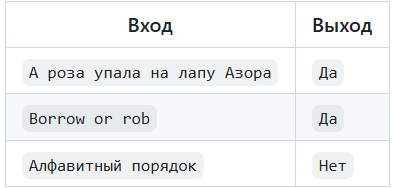 Вход Выход
А роза упала на лапу Азора Да
Borrow or rob Да
Алфавитный порядок Нет